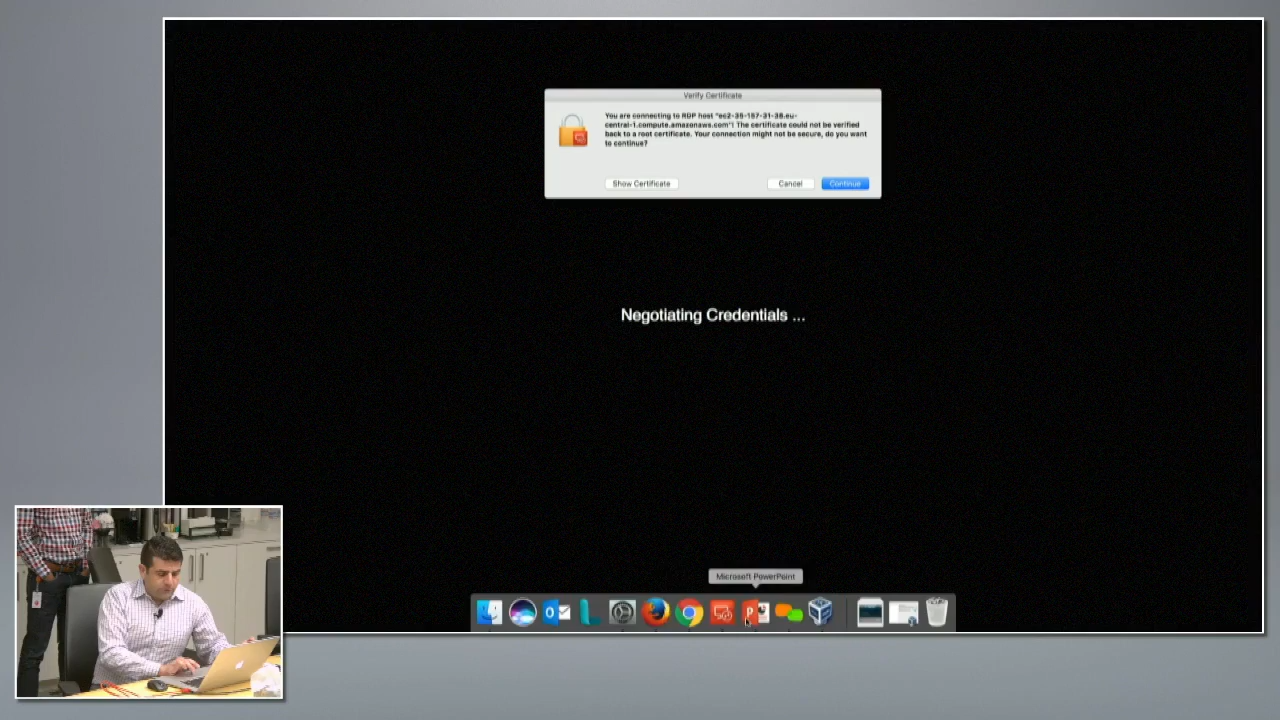 Verify Certificate
You are connecting to RDP host "ec2-35-157-31-38.eu-
central-1.compute.amazonaws.com"! The certificate could not be verified
back to a root certificate. Your connection might not be secure, do you want
to continue?
Show Certificate
Cancel
Continue
Negotiating Credentials ...
Microsoft PowerPoint